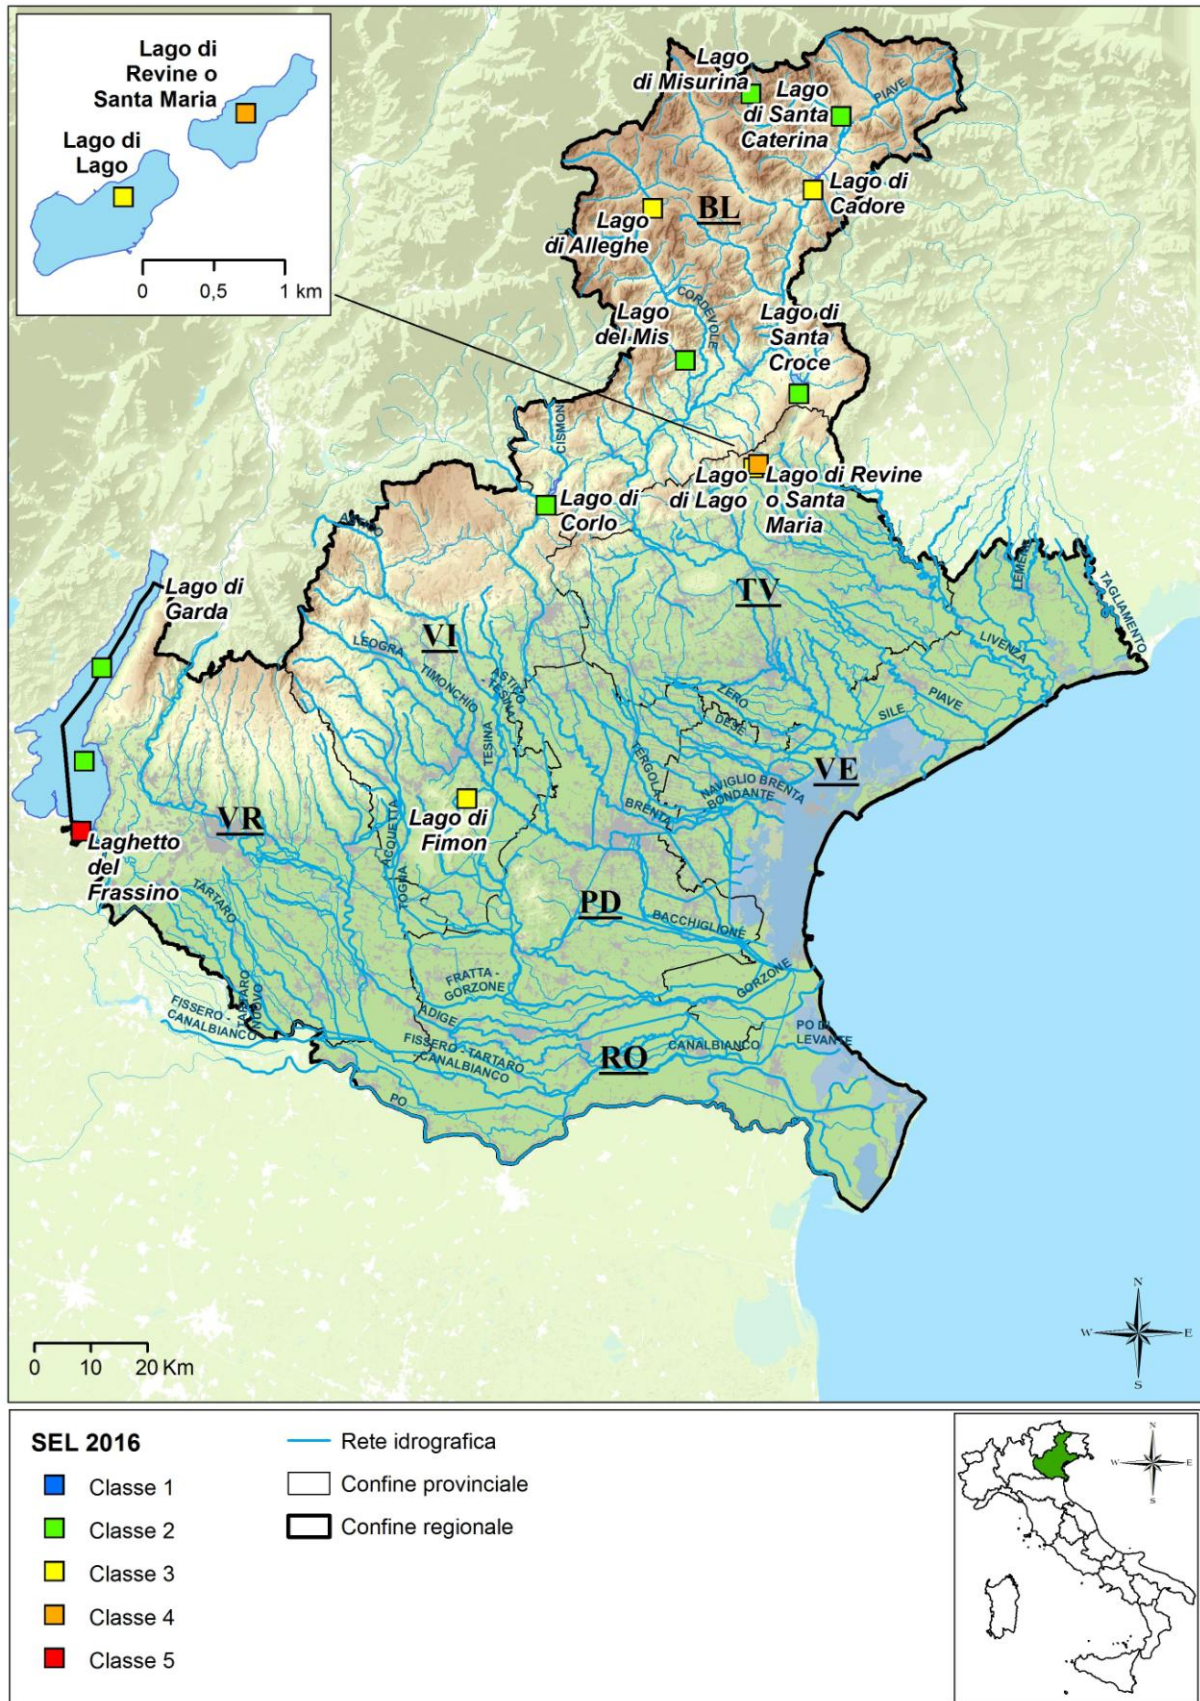 Lago di
Revine o
Santa Maria
Lago di
Lago
0
0,5
1 km
Lago
di Misurina
Lago
di Santa
Caterina
PIAVE
Lago di
Cadore
BL
Lago
di Alleghe
CORDEVOLE
Lago
del Mis
Lago di
Santa
Croce
CISMON
Lago
di Lago
Lago di Revine
o Santa
Maria
Lago di
Corlo
Lago di
Garda
TV
LEMENE
TAGLIAMENTO
LIVENZA
VI
LEOGRA
TIMONCHIO
ASTICO
- TESINA
TESINA
ZERO
DESE
SILE
PIAVE
TERGOLA
VE
NAVIGLIO BRENTA
- BONDANTE
BRENTA
VR
Lago di
Fimon
ACQUETTA
TOGNA
Laghetto
del
Frassino
TARTARO
PD
BACCHIGLIONE
GORZONE
FRATTA -
GORZONE
TARTARO
NUOVO
FISSERO -
CANALBIANCO
ADIGE
FISSERO - TARTARO
CANALBIANCO
RO
CANALBIANCO
PO DI
LEVANTE
PO
N
W
E
S
0
10
20 Km
SEL 2016
Classe 1
Classe 2
Classe 3
Classe 4
Classe 5
Rete idrografica
Confine provinciale
Confine regionale
N
W
E
S